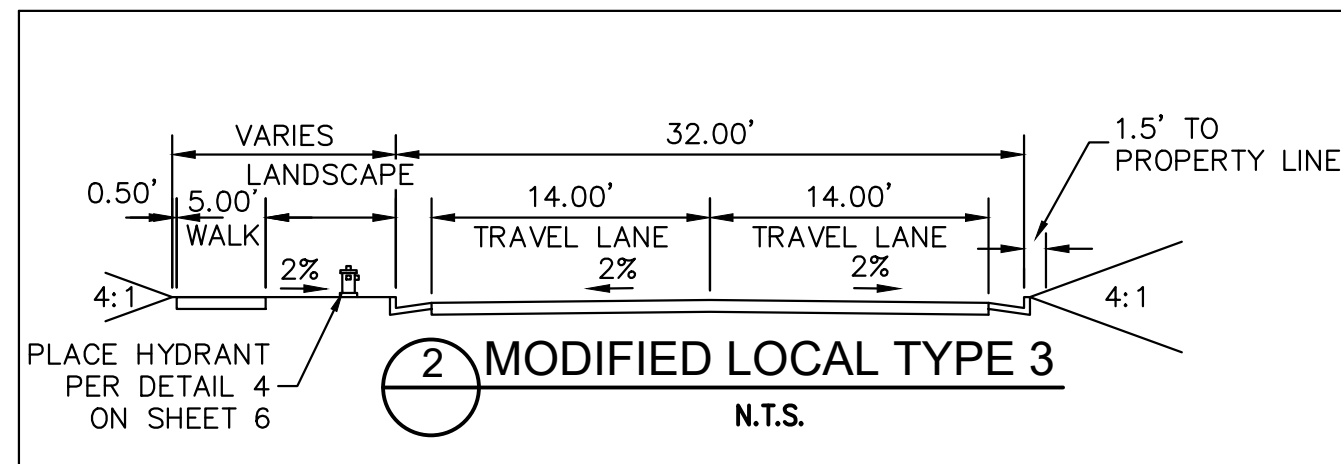 VARIES
32.00'
1.5' TO
PROPERTY LINE
LANDSCAPE
0.50'
5.00'
WALK
14.00'
TRAVEL LANE
14.00'
TRAVEL LANE
2%
2%
2%
4:1
4:1
PLACE HYDRANT
PER DETAIL 4
ON SHEET 6
2
MODIFIED LOCAL TYPE 3
N.T.S.